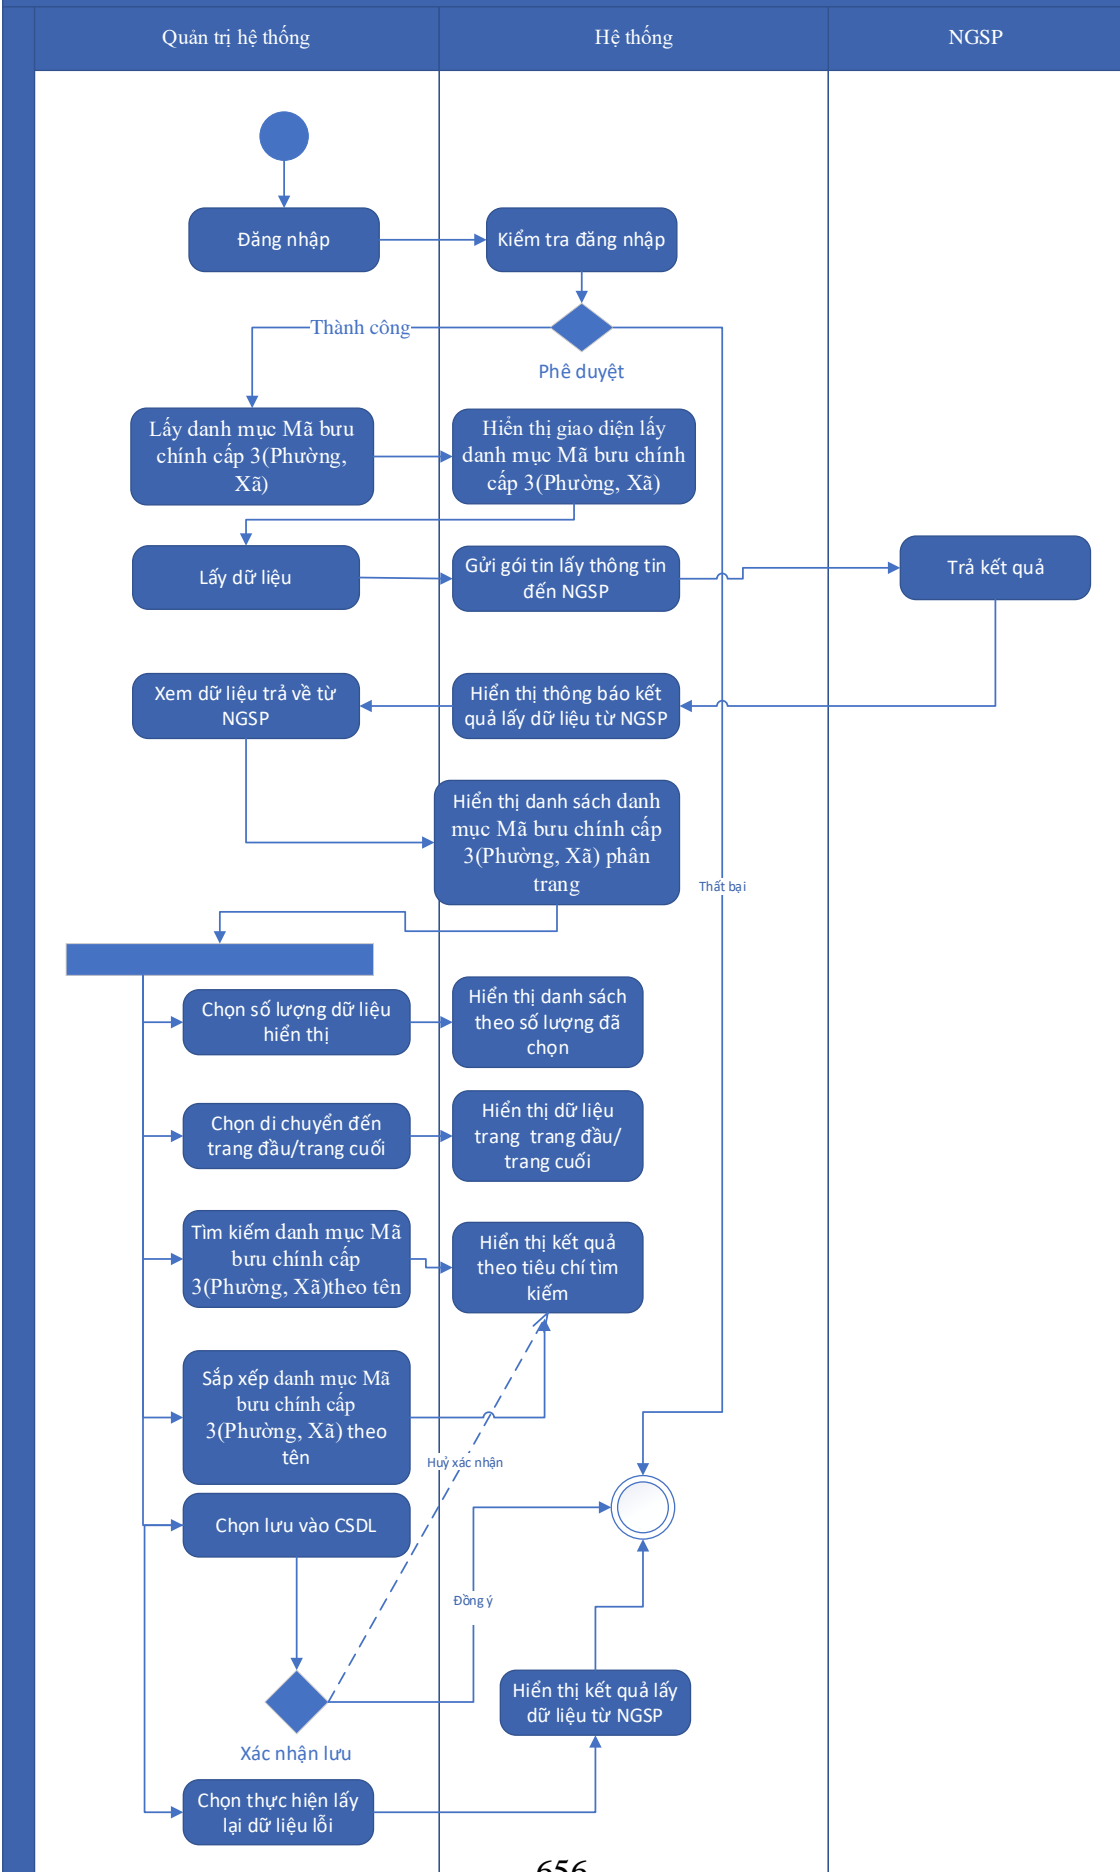 Quản trị hệ thống
Hệ thống
NGSP
Đăng nhập
Kiểm tra đăng nhập
Thành công
Phê duyệt
Lấy danh mục Mã bưu
chính cấp 3(Phường,
Xã)
Hiển thị giao diện lấy
danh mục Mã bưu chính
cấp 3(Phường, Xã)
Lấy dữ liệu
Gửi gói tin lấy thông tin
đến NGSP
Trả kết quả
Xem dữ liệu trả về từ
NGSP
Hiển thị thông báo kết
quả lấy dữ liệu từ NGSP
Hiển thị danh sách danh
mục Mã bưu chính cấp
3(Phường, Xã) phân
trang
Thất bại
Chọn số lượng dữ liệu
hiển thị
Hiển thị danh sách
theo số lượng đã
chọn
Chọn di chuyển đến
trang đầu/trang cuối
Hiển thị dữ liệu
trang  trang đầu/
trang cuối
Tìm kiếm danh mục Mã
bưu chính cấp
3(Phường, Xã)theo tên
Hiển thị kết quả
theo tiêu chí tìm
kiếm
Sắp xếp danh mục Mã
bưu chính cấp
3(Phường, Xã) theo
tên
Huỷ xác nhận
Chọn lưu vào CSDL
Đồng ý
Xác nhận lưu
Hiển thị kết quả lấy
dữ liệu từ NGSP
Chọn thực hiện lấy
lại dữ liệu lỗi
656